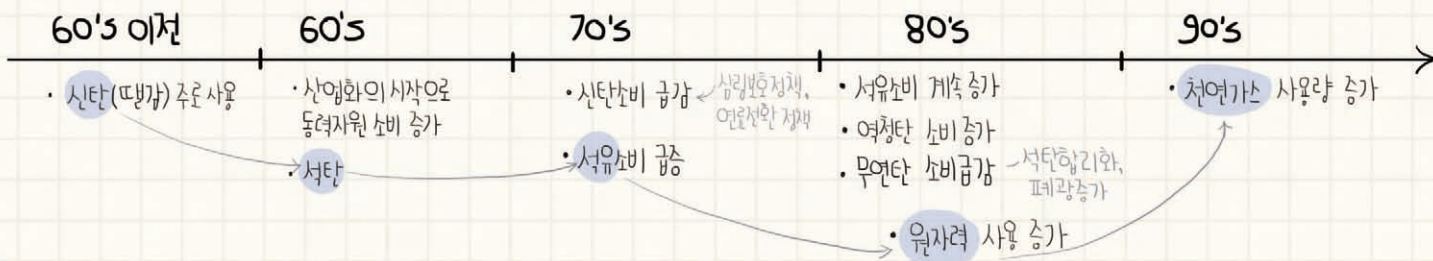 60's 이전
60's
70's
80's
90's
· 신탄(땔감) 주로 사용
· 산업화의 시작으로
동력자원 소비 증가
· 석탄
· 신탄소비 급감 ← 삼림보호정책,
연료전환 정책
· 석유소비 급증
· 석유소비 계속 증가
· 역청탄 소비 증가
· 무연탄 소비급감 - 석탄합리화,
폐광증가
· 원자력 사용 증가
· 천연가스 사용량 증가